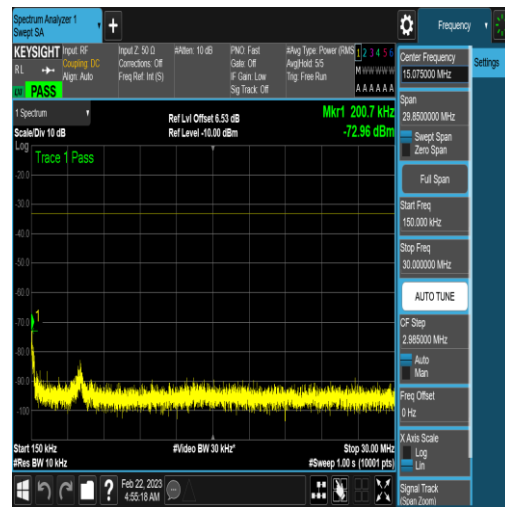 Spectrum Analyzer 1
Swept SA
Frequency
KEYSIGHT
Input: RF
Input Z: 50 Ω
#Atten: 10 dB
PNO: Fast
#Avg Type: Power (RMS
1 2 3 4 5 6
RL
Coupling: DC
Corrections: Off
Gate: Off
Avg|Hold: 5/5
M W W W W W
Align: Auto
Freq Ref: Int (S)
IF Gain: Low
Trig: Free Run
Sig Track: Off
A A A A A A
PASS
1 Spectrum
Scale/Div 10 dB
Ref Lvl Offset 6.53 dB
Ref Level -10.00 dBm
Mkr1 200.7 kHz
-72.96 dBm
Log
Trace 1 Pass
-20.0
-30.0
-40.0
-50.0
-60.0
-70.0
1
-80.0
-90.0
-100
Start 150 kHz
#Video BW 30 kHz*
Stop 30.00 MHz
#Res BW 10 kHz
#Sweep 1.00 s (10001 pts)
Feb 22, 2023
4:55:18 AM
Settings
Center Frequency
15.075000 MHz
Span
29.8500000 MHz
Swept Span
Zero Span
Full Span
Start Freq
150.000 kHz
Stop Freq
30.000000 MHz
AUTO TUNE
CF Step
2.985000 MHz
Auto
Man
Freq Offset
0 Hz
X Axis Scale
Log
Lin
Signal Track
(Span Zoom)